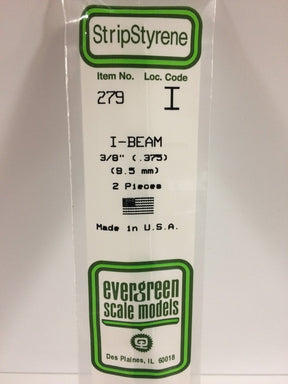 StripStyrene
Item No. Loc. Code
279 I
I-BEAM
3/8" (.375)
(9.5 mm)
2 Pieces
Made in U.S.A.
evergreen
scale models
Des Plaines, IL 60018